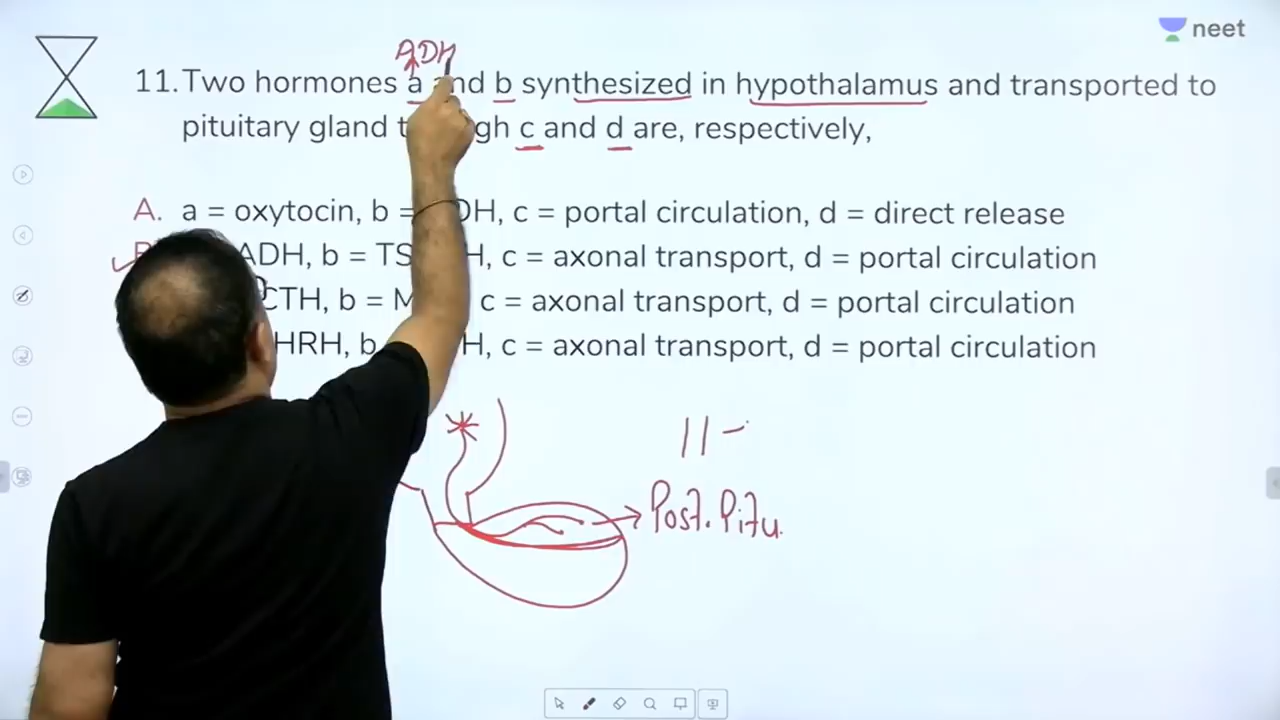 neet
ADH
11. Two hormones a and b synthesized in hypothalamus and transported to
pituitary gland gh c and d are, respectively,
A. a = oxytocin, b = DH, c = portal circulation, d = direct release
ADH, b = TS H, c = axonal transport, d = portal circulation
CTH, b = M c = axonal transport, d = portal circulation
HRH, b H, c = axonal transport, d = portal circulation
11 -
Post. Pitu.